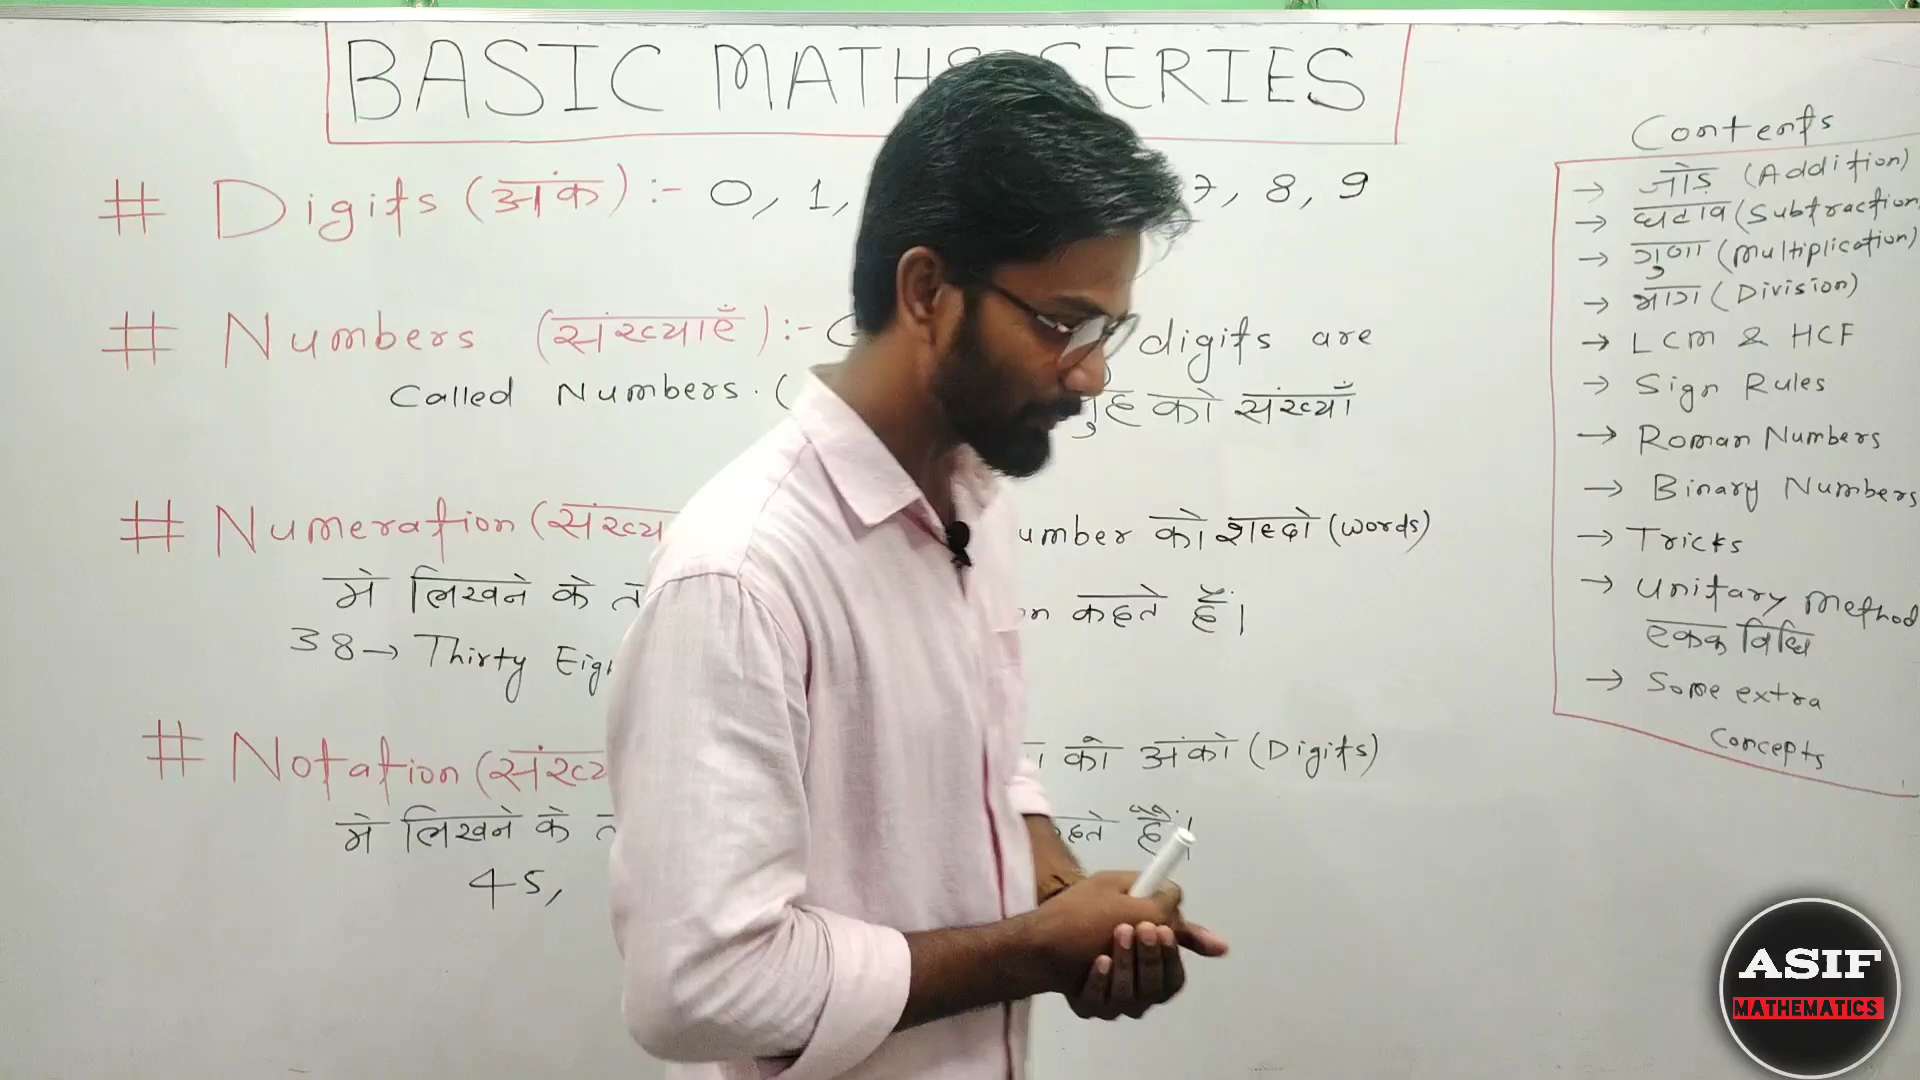 BASIC MATHS SERIES
# Digits (अंक) :- 0, 1, 7, 8, 9
# Numbers (संख्याएँ) :- digits are
Called Numbers. ( को संख्याँ
# Numeration (संख्या umber को शब्दो (words)
मे लिखने के कहते हैं।
38 → Thirty Eig
# Notation (संख्य को अंको (Digits)
मे लिखने के हैं।
45,
Contents
→ जोड़ (Addition)
→ घटाव (Subtraction)
→ गुणा (Multiplication)
→ भाग (Division)
→ LCM & HCF
→ Sign Rules
→ Roman Numbers
→ Binary Numbers
→ Tricks
→ Unitary Method
एकक विधि
→ Some extra
concepts
ASIF
MATHEMATICS